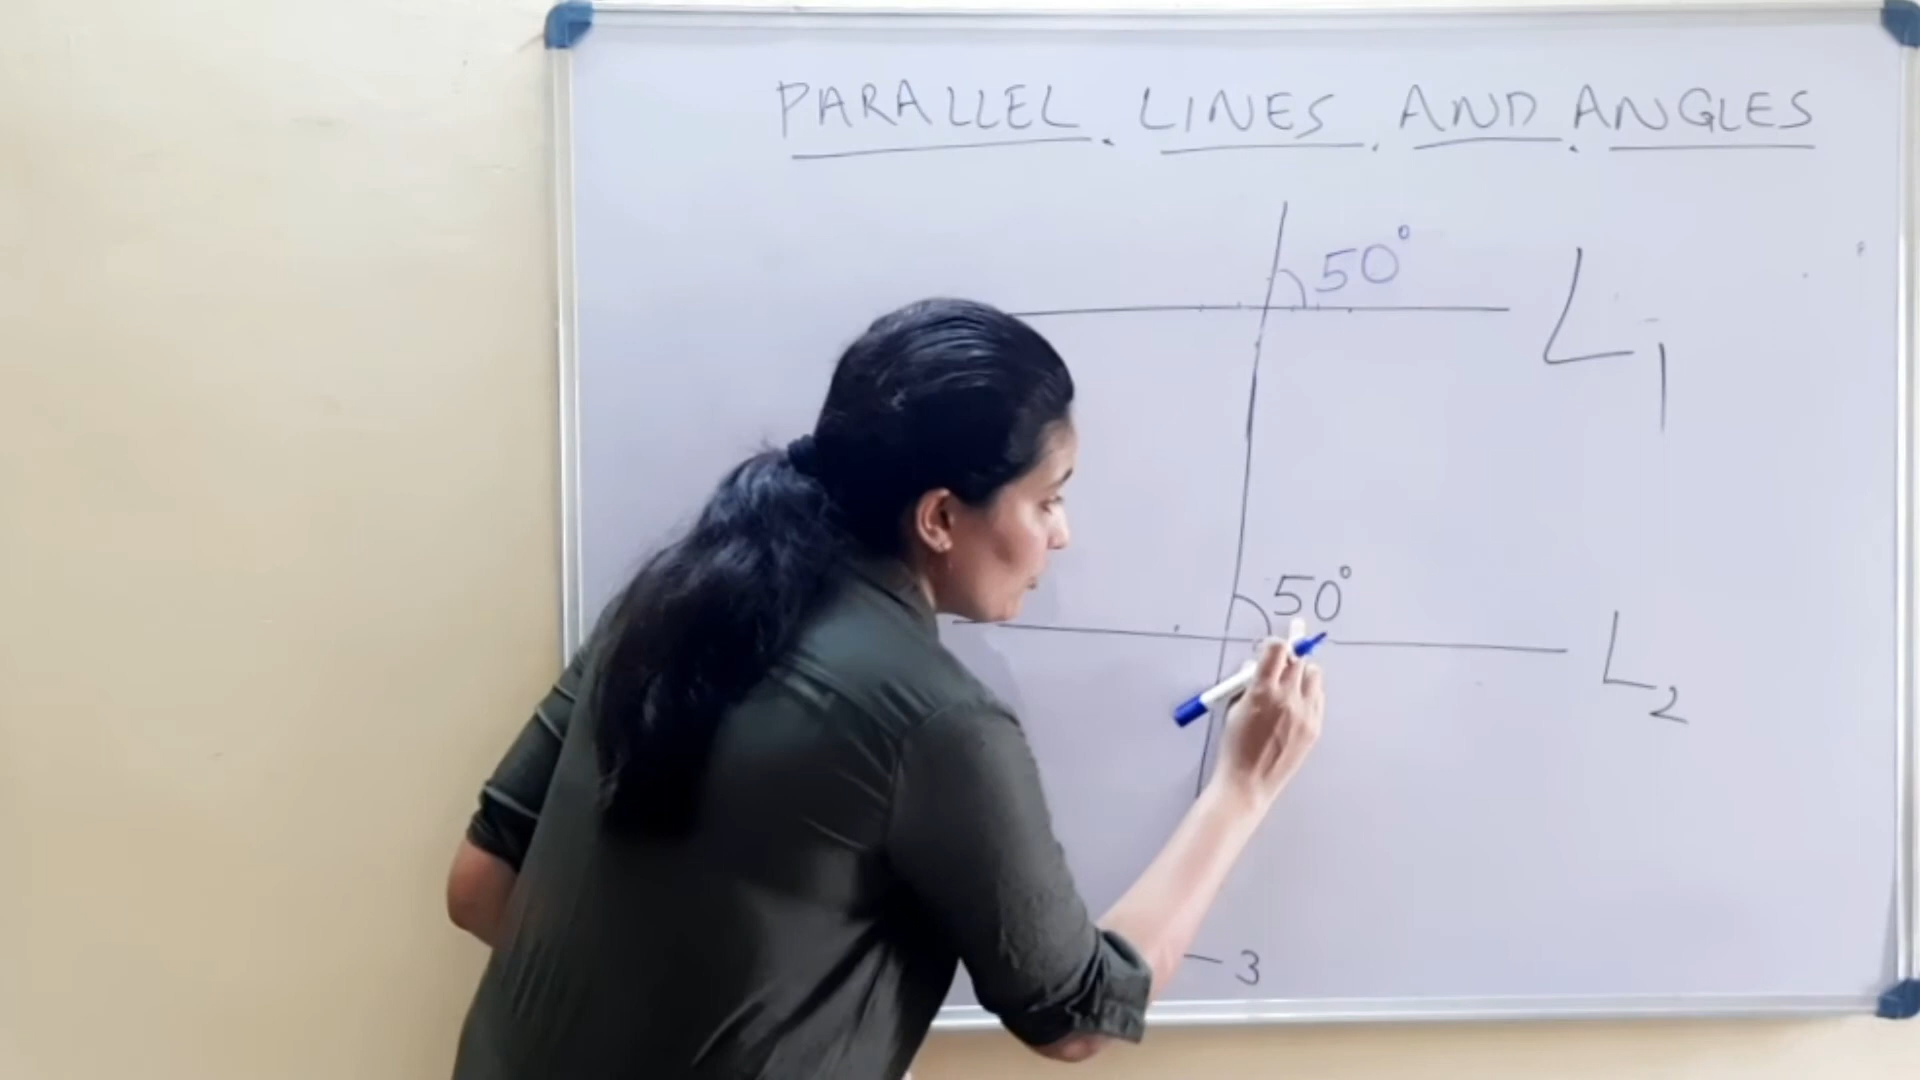 PARALLEL LINES AND ANGLES
50°
L1
50°
L2
3